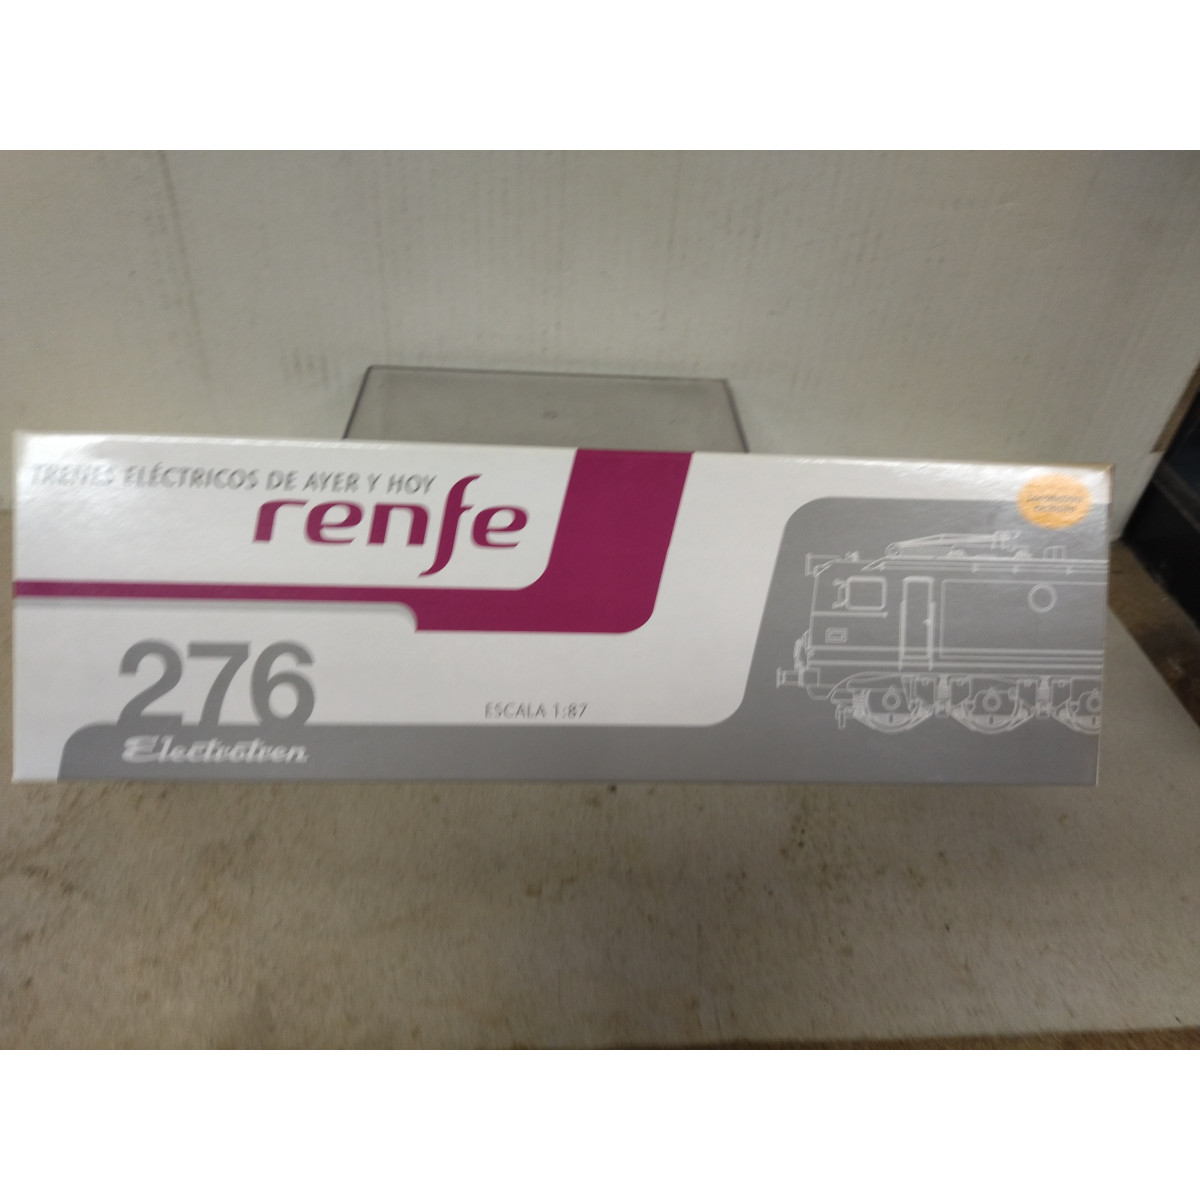 TRENES ELÉCTRICOS DE AYER Y HOY
renfe
276
ESCALA 1:87
Electrotren